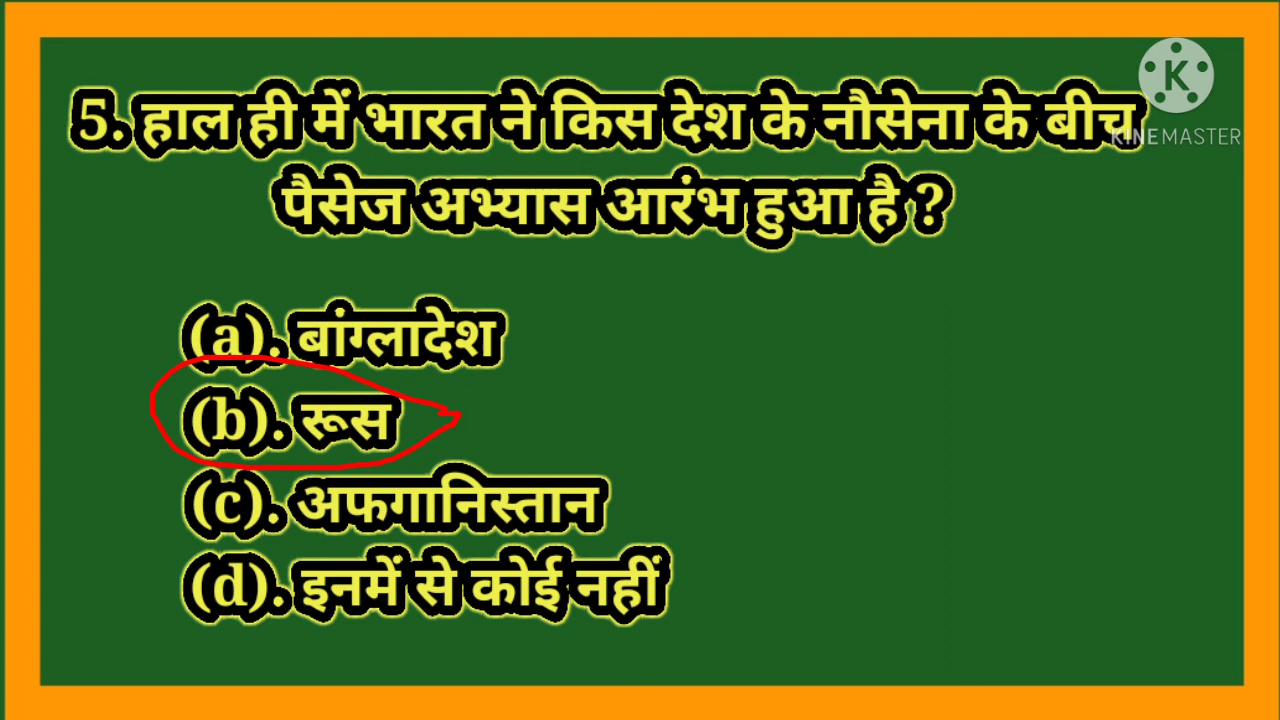 5. हाल ही में भारत ने किस देश के नौसेना के बीच
पैसेज अभ्यास आरंभ हुआ है ?
K
KINEMASTER
(a). बांग्लादेश
(b). रूस
(c). अफगानिस्तान
(d). इनमें से कोई नहीं